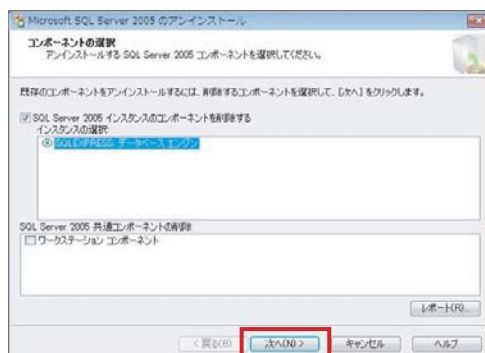 Microsoft SQL Server 2005 のアンインストール
コンポーネントの選択
アンインストールする SQL Server 2005 コンポーネントを選択してください。
既存のコンポーネントをアンインストールするには、削除するコンポーネントを選択して、[次へ] をクリックします。
SQL Server 2005 インスタンスのコンポーネントを削除する
インスタンスの選択
SQLEXPRESS データベース エンジン
SQL Server 2005 共通コンポーネントの削除
ワークステーション コンポーネント
レポート(R)...
< 戻る(B)
次へ(N) >
キャンセル
ヘルプ